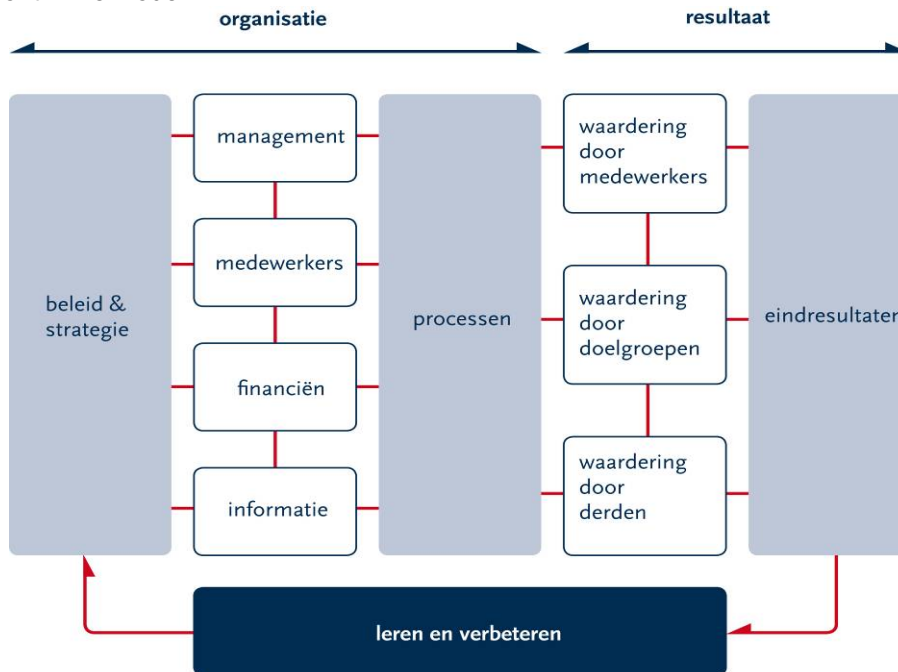 organisatie
resultaat
beleid &
strategie
management
medewerkers
financiën
informatie
processen
waardering
door
medewerkers
waardering
door
doelgroepen
waardering
door
derden
eindresultaten
leren en verbeteren